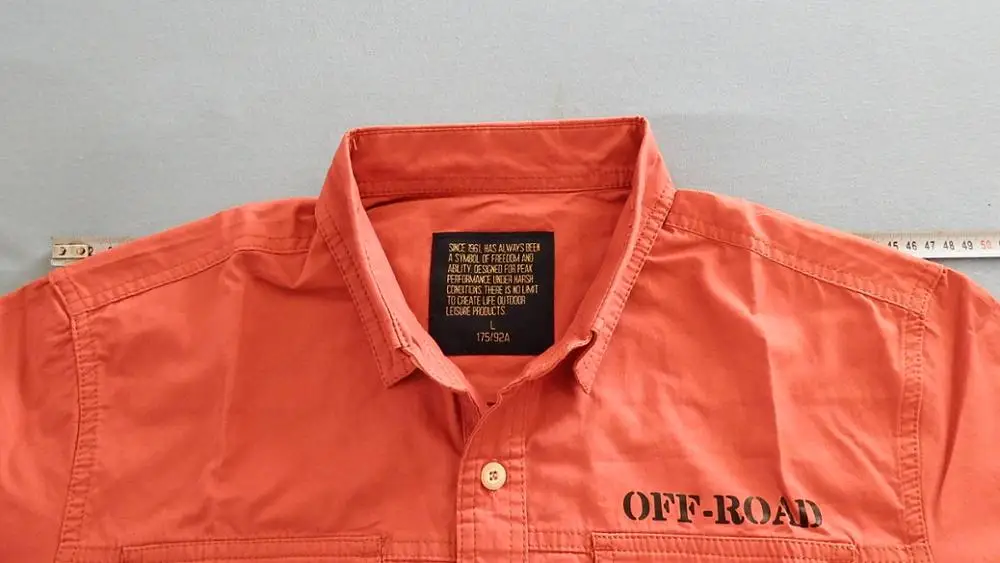 SINCE 1961, HAS ALWAYS BEEN
A SYMBOL OF FREEDOM AND
ABILITY. DESIGNED FOR PEAK
PERFORMANCE UNDER HARSH
CONDITIONS. THERE IS NO LIMIT
TO CREATE LIFE OUTDOOR
LEISURE PRODUCTS.
L
175/92A
45 46 47 48 49 50
OFF-ROAD